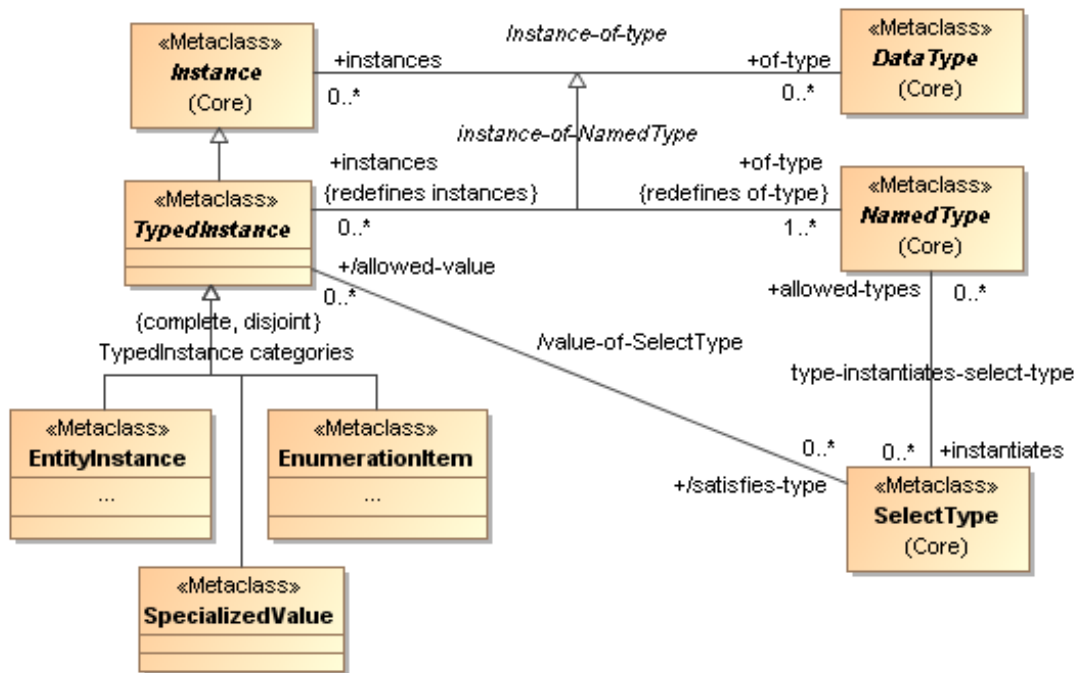 «Metaclass»
Instance
(Core)
Instance-of-type
+instances
0..*
+of-type
0..*
«Metaclass»
DataType
(Core)
instance-of-NamedType
«Metaclass»
TypedInstance
+instances
{redefines instances}
0..*
+of-type
{redefines of-type}
1..*
«Metaclass»
NamedType
(Core)
+/allowed-value
0..*
+allowed-types
0..*
{complete, disjoint}
TypedInstance categories
/value-of-SelectType
type-instantiates-select-type
«Metaclass»
EntityInstance
...
«Metaclass»
EnumerationItem
...
0..*
+/satisfies-type
0..*
+instantiates
«Metaclass»
SelectType
(Core)
«Metaclass»
SpecializedValue